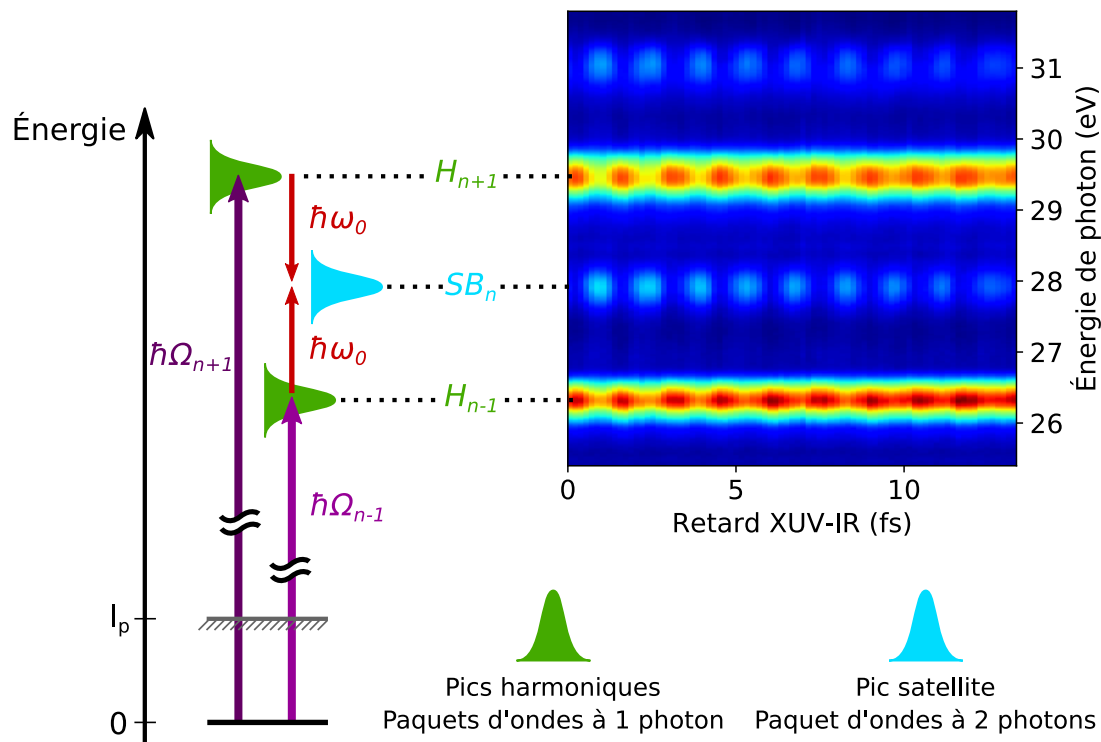 Énergie
H_{n+1}
ħω_0
SB_n
ħω_0
ħΩ_{n+1}
H_{n-1}
ħΩ_{n-1}
I_p
0
31
30
29
28
27
26
Énergie de photon (eV)
0 5 10
Retard XUV-IR (fs)
Pics harmoniques
Paquets d'ondes à 1 photon
Pic satellite
Paquet d'ondes à 2 photons